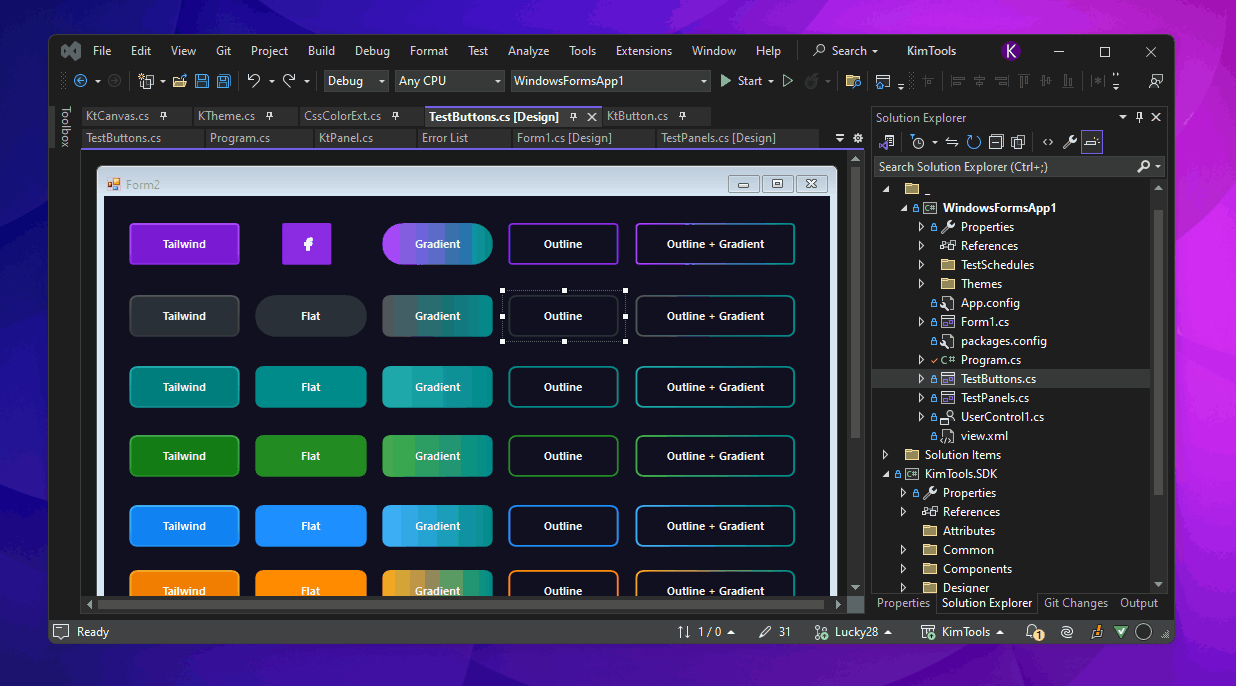 File Edit View Git Project Build Debug Format Test Analyze Tools Extensions Window Help Search KimTools K
Debug Any CPU WindowsFormsApp1 Start
Toolbox
KtCanvas.cs KTheme.cs CssColorExt.cs TestButtons.cs [Design] KtButton.cs
TestButtons.cs Program.cs KtPanel.cs Error List Form1.cs [Design] TestPanels.cs [Design]
Form2
Tailwind f Gradient Outline Outline + Gradient
Tailwind Flat Gradient Outline Outline + Gradient
Tailwind Flat Gradient Outline Outline + Gradient
Tailwind Flat Gradient Outline Outline + Gradient
Tailwind Flat Gradient Outline Outline + Gradient
Tailwind Flat Gradient Outline Outline + Gradient
Solution Explorer
Search Solution Explorer (Ctrl+;)
_
C# WindowsFormsApp1
Properties
References
TestSchedules
Themes
App.config
Form1.cs
packages.config
C# Program.cs
TestButtons.cs
TestPanels.cs
UserControl1.cs
view.xml
Solution Items
C# KimTools.SDK
Properties
References
Attributes
Common
Components
Designer
Properties Solution Explorer Git Changes Output
Ready 1 / 0 31 Lucky28 KimTools 1